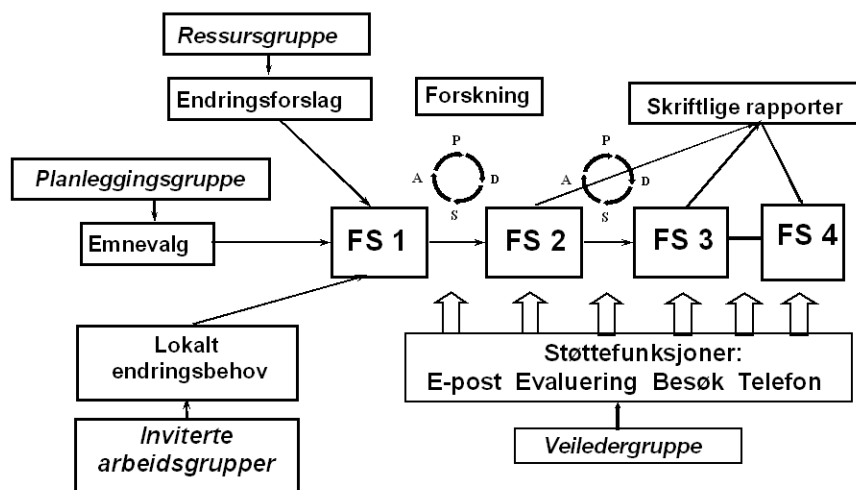 Ressursgruppe
Endringsforslag
Forskning
Skriftlige rapporter
P
A
D
S
P
A
D
S
Planleggingsgruppe
Emnevalg
FS 1
FS 2
FS 3
FS 4
Lokalt
endringsbehov
Inviterte
arbeidsgrupper
Støttefunksjoner:
E-post Evaluering Besøk Telefon
Veiledergruppe